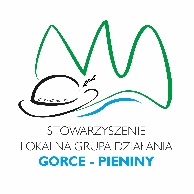 STOWARZYSZENIE
LOKALNA GRUPA DZIAŁANIA
GORCE - PIENINY